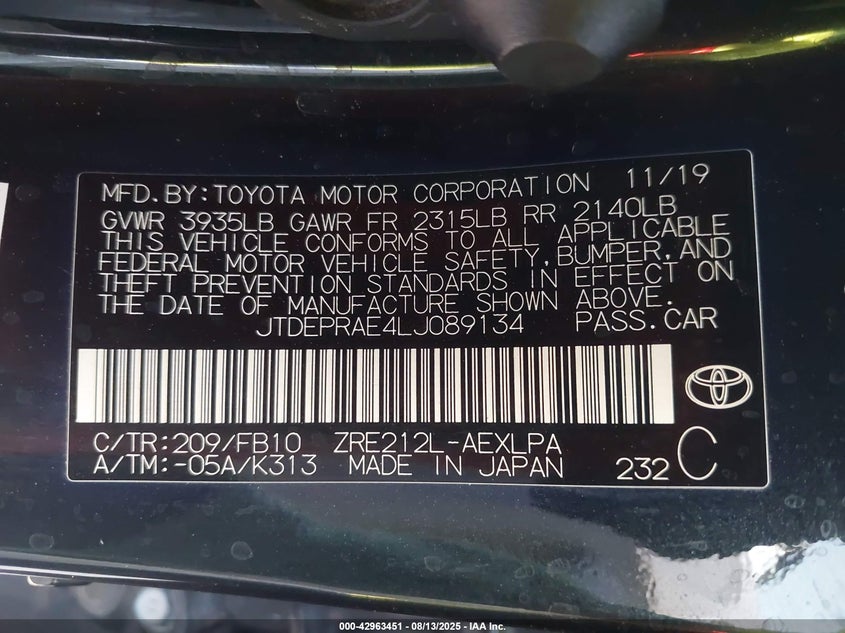 MFD.BY:TOYOTA MOTOR CORPORATION 11/19
GVWR 3935LB GAWR FR 2315LB RR 2140LB
THIS VEHICLE CONFORMS TO ALL APPLICABLE
FEDERAL MOTOR VEHICLE SAFETY,BUMPER,AND
THEFT PREVENTION STANDARDS IN EFFECT ON
THE DATE OF MANUFACTURE SHOWN ABOVE.
JTDEPRAE4LJ089134 PASS.CAR
C/TR:209/FB10 ZRE212L-AEXLPA
A/TM:-05A/K313 MADE IN JAPAN 232 C
000-42963451 - 08/13/2025 - IAA Inc.